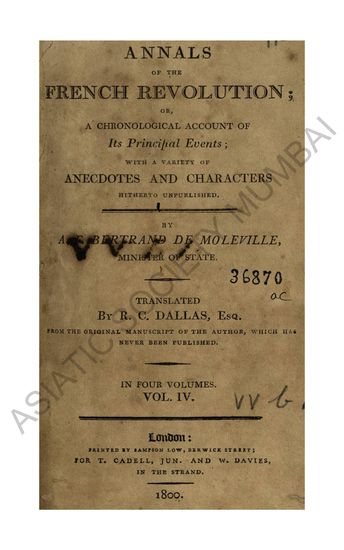 ANNALS
OF THE
FRENCH REVOLUTION;
OR,
A CHRONOLOGICAL ACCOUNT OF
Its Principal Events;
WITH A VARIETY OF
ANECDOTES AND CHARACTERS
HITHERTO UNPUBLISHED.
BY
BERTRAND DE MOLEVILLE,
MINISTER OF STATE.
36870
TRANSLATED
By R. C. DALLAS, Esq.
FROM THE ORIGINAL MANUSCRIPT OF THE AUTHOR, WHICH HAS
NEVER BEEN PUBLISHED.
IN FOUR VOLUMES.
VOL. IV.
London:
PRINTED BY SAMPSON LOW, BERWICK STREET;
FOR T. CADELL, JUN. AND W. DAVIES,
IN THE STRAND.
1800.
ASIATIC SOCIETY MUMBAI